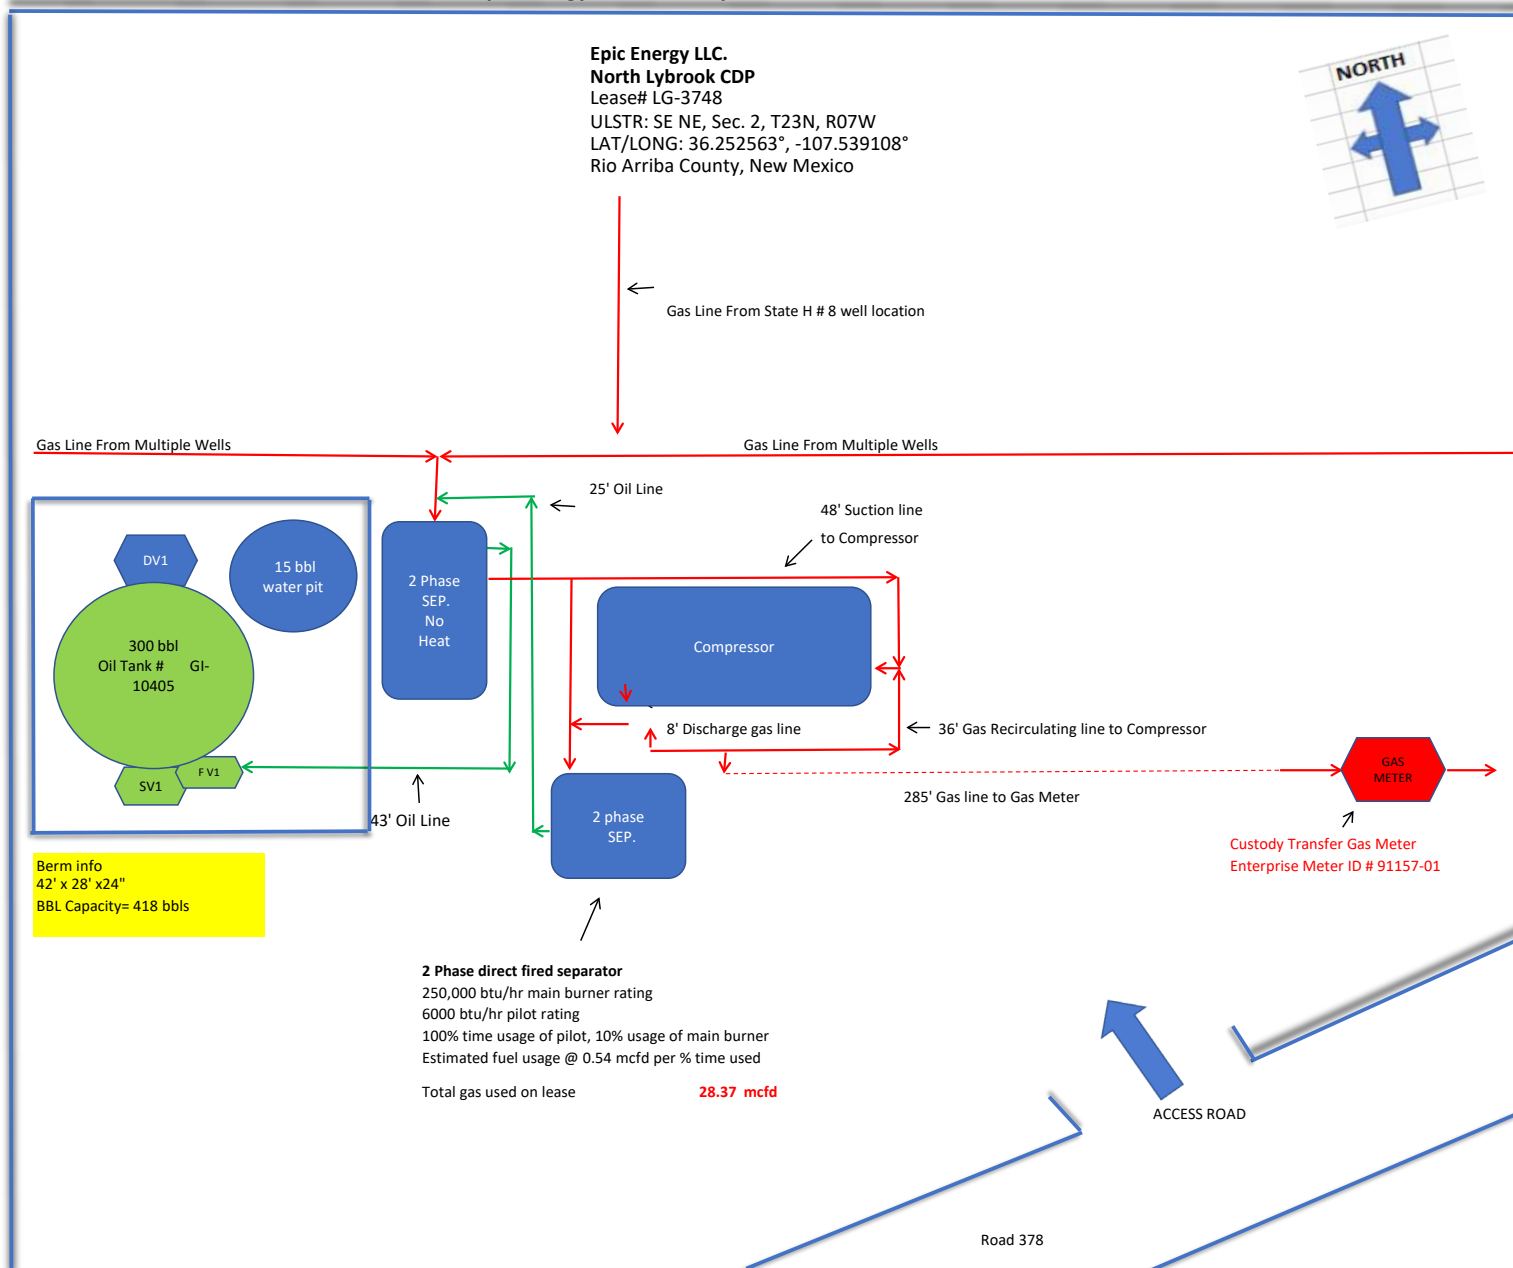 Epic Energy LLC.
North Lybrook CDP
Lease# LG-3748
ULSTR: SE NE, Sec. 2, T23N, R07W
LAT/LONG: 36.252563°, -107.539108°
Rio Arriba County, New Mexico
NORTH
Gas Line From State H # 8 well location
Gas Line From Multiple Wells
Gas Line From Multiple Wells
25' Oil Line
48' Suction line
to Compressor
DV1
15 bbl
water pit
2 Phase
SEP.
No
Heat
300 bbl
Oil Tank # GI-
10405
Compressor
8' Discharge gas line
36' Gas Recirculating line to Compressor
F V1
SV1
GAS
METER
285' Gas line to Gas Meter
43' Oil Line
2 phase
SEP.
Custody Transfer Gas Meter
Enterprise Meter ID # 91157-01
Berm info
42' x 28' x24"
BBL Capacity= 418 bbls
2 Phase direct fired separator
250,000 btu/hr main burner rating
6000 btu/hr pilot rating
100% time usage of pilot, 10% usage of main burner
Estimated fuel usage @ 0.54 mcfd per % time used
Total gas used on lease 28.37 mcfd
ACCESS ROAD
Road 378